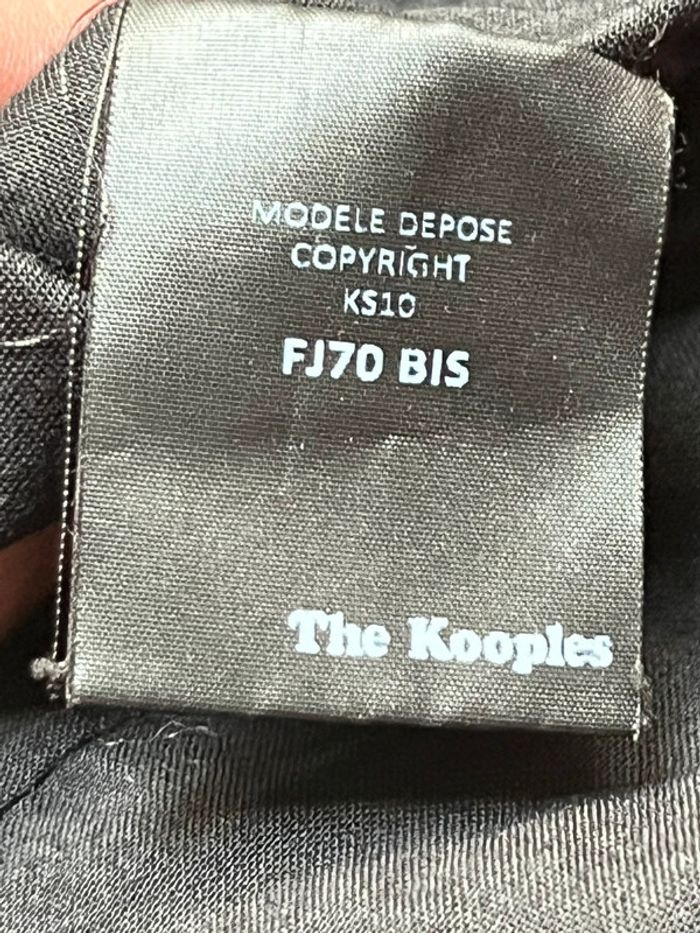 MODELE DEPOSE
COPYRIGHT
KS10
FJ70 BIS
The Kooples